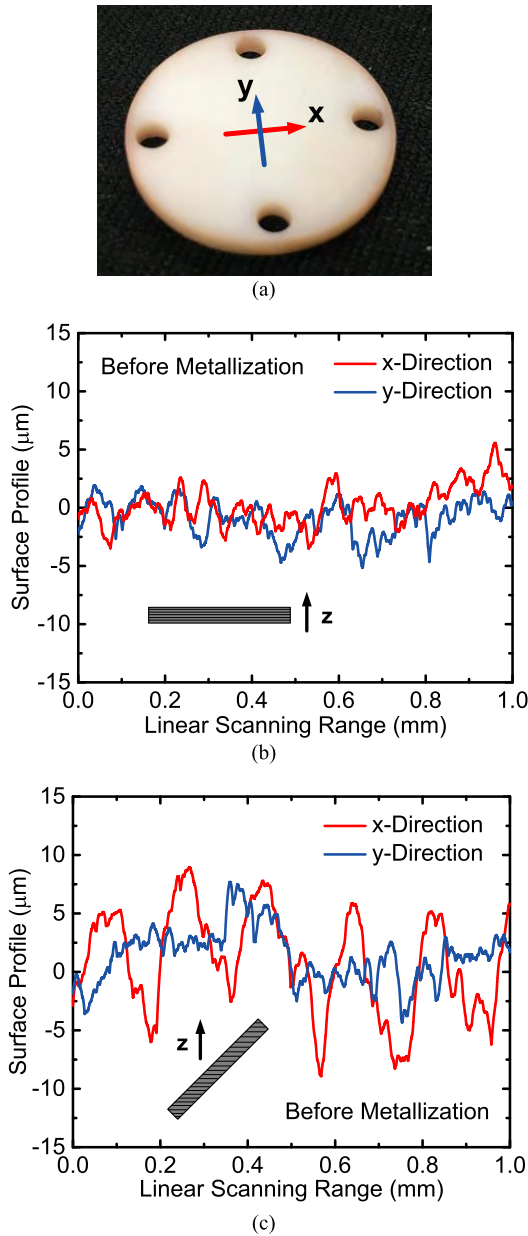 y
x
(a)
15
10
5
0
-5
-10
-15
Surface Profile (μm)
Before Metallization
x-Direction
y-Direction
z
0.0 0.2 0.4 0.6 0.8 1.0
Linear Scanning Range (mm)
(b)
15
10
5
0
-5
-10
-15
Surface Profile (μm)
x-Direction
y-Direction
z
Before Metallization
0.0 0.2 0.4 0.6 0.8 1.0
Linear Scanning Range (mm)
(c)